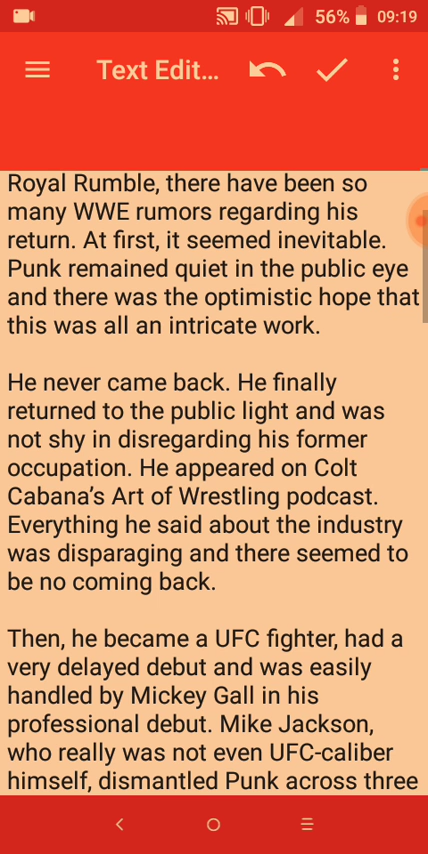 56% 09:19
Text Edit...
Royal Rumble, there have been so
many WWE rumors regarding his
return. At first, it seemed inevitable.
Punk remained quiet in the public eye
and there was the optimistic hope that
this was all an intricate work.
He never came back. He finally
returned to the public light and was
not shy in disregarding his former
occupation. He appeared on Colt
Cabana’s Art of Wrestling podcast.
Everything he said about the industry
was disparaging and there seemed to
be no coming back.
Then, he became a UFC fighter, had a
very delayed debut and was easily
handled by Mickey Gall in his
professional debut. Mike Jackson,
who really was not even UFC-caliber
himself, dismantled Punk across three